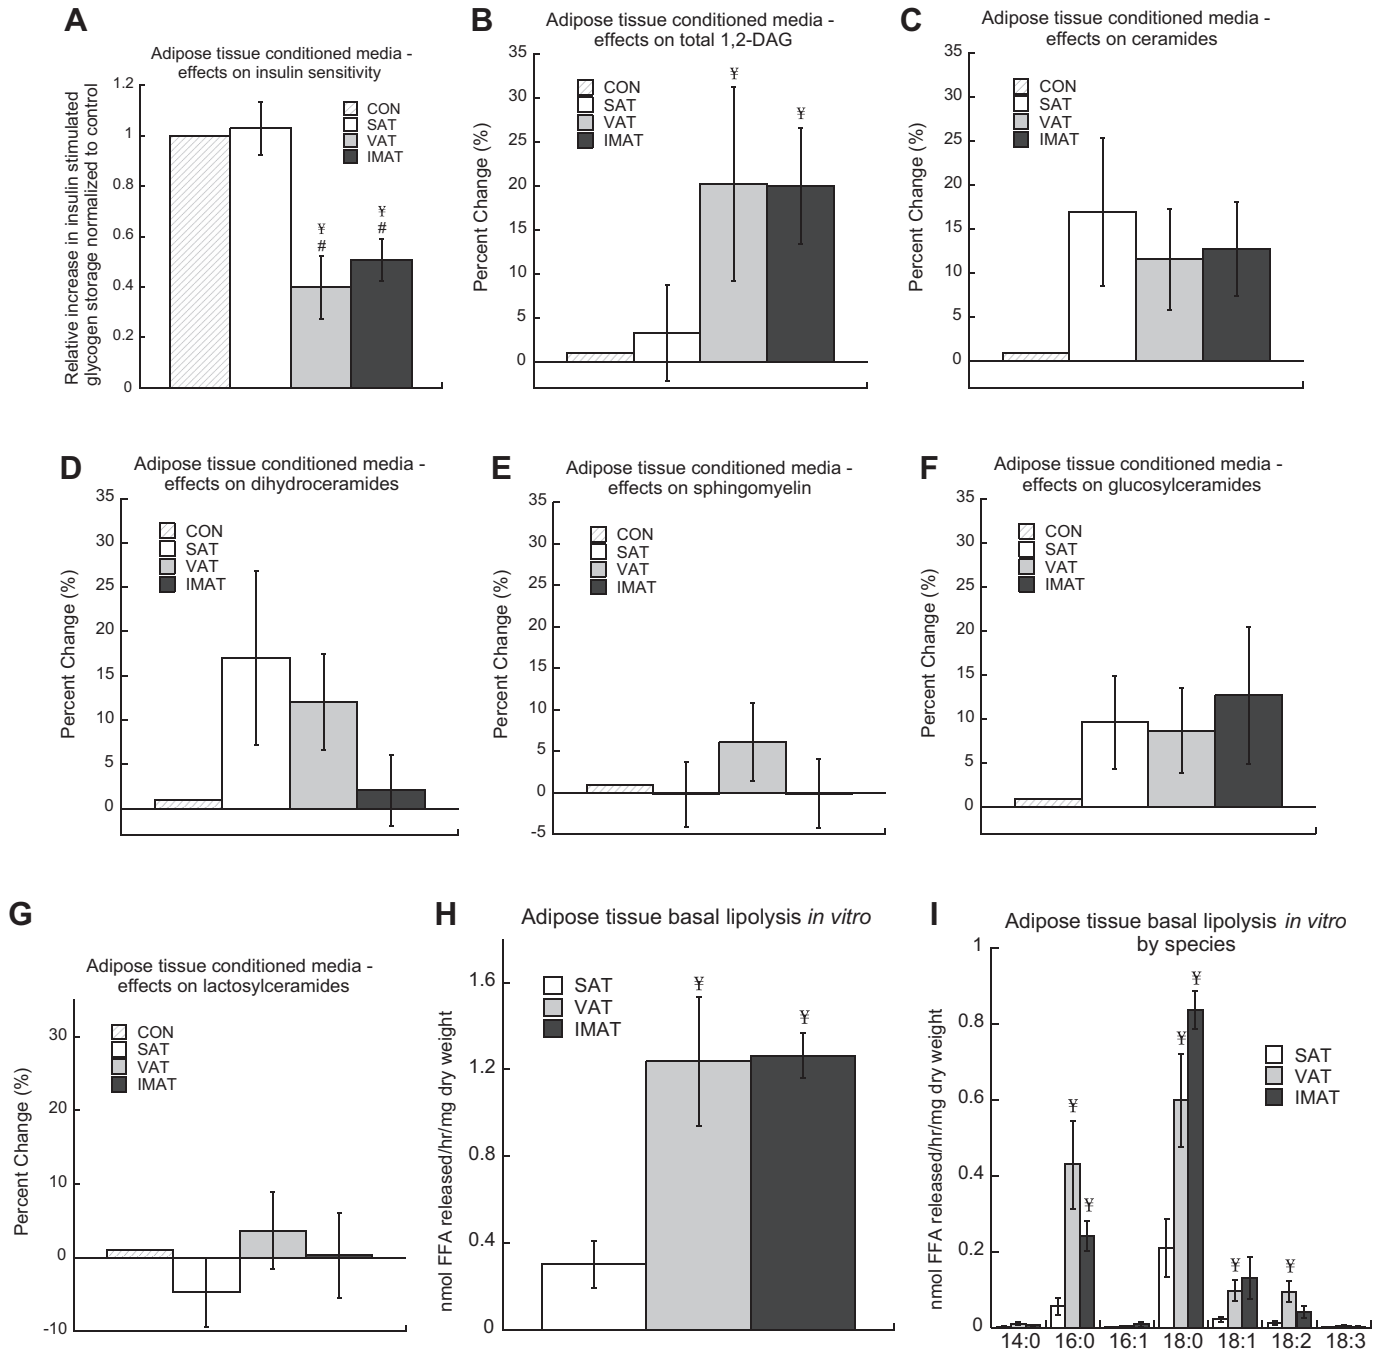 A
Adipose tissue conditioned media -
effects on insulin sensitivity
Relative increase in insulin stimulated
glycogen storage normalized to control
1.2
1
0.8
0.6
0.4
0.2
0
CON
SAT
VAT
IMAT
¥
#
¥
#
B
Adipose tissue conditioned media -
effects on total 1,2-DAG
Percent Change (%)
35
30
25
20
15
10
5
0
CON
SAT
VAT
IMAT
¥
¥
C
Adipose tissue conditioned media -
effects on ceramides
Percent Change (%)
35
30
25
20
15
10
5
0
CON
SAT
VAT
IMAT
D
Adipose tissue conditioned media -
effects on dihydroceramides
Percent Change (%)
35
30
25
20
15
10
5
0
CON
SAT
VAT
IMAT
E
Adipose tissue conditioned media -
effects on sphingomyelin
Percent Change (%)
35
30
25
20
15
10
5
0
-5
CON
SAT
VAT
IMAT
F
Adipose tissue conditioned media -
effects on glucosylceramides
Percent Change (%)
35
30
25
20
15
10
5
0
CON
SAT
VAT
IMAT
G
Adipose tissue conditioned media -
effects on lactosylceramides
Percent Change (%)
30
20
10
0
-10
CON
SAT
VAT
IMAT
H
Adipose tissue basal lipolysis in vitro
nmol FFA released/hr/mg dry weight
1.6
1.2
0.8
0.4
0
SAT
VAT
IMAT
¥
¥
I
Adipose tissue basal lipolysis in vitro
by species
nmol FFA released/hr/mg dry weight
1
0.8
0.6
0.4
0.2
0
SAT
VAT
IMAT
¥
¥
¥
¥
¥
¥
14:0 16:0 16:1 18:0 18:1 18:2 18:3